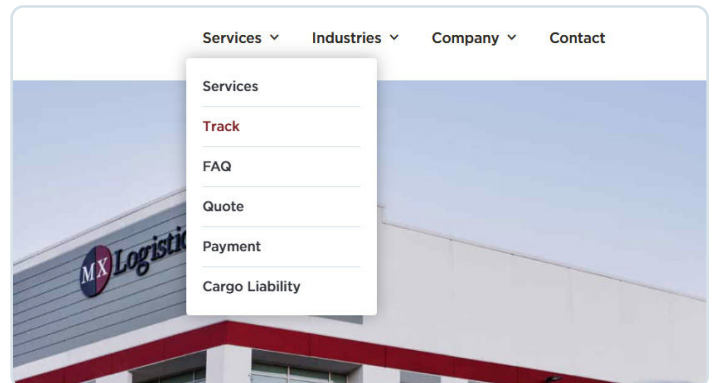 Services
Industries
Company
Contact
Services
Track
FAQ
Quote
Payment
Cargo Liability
MX Logistic